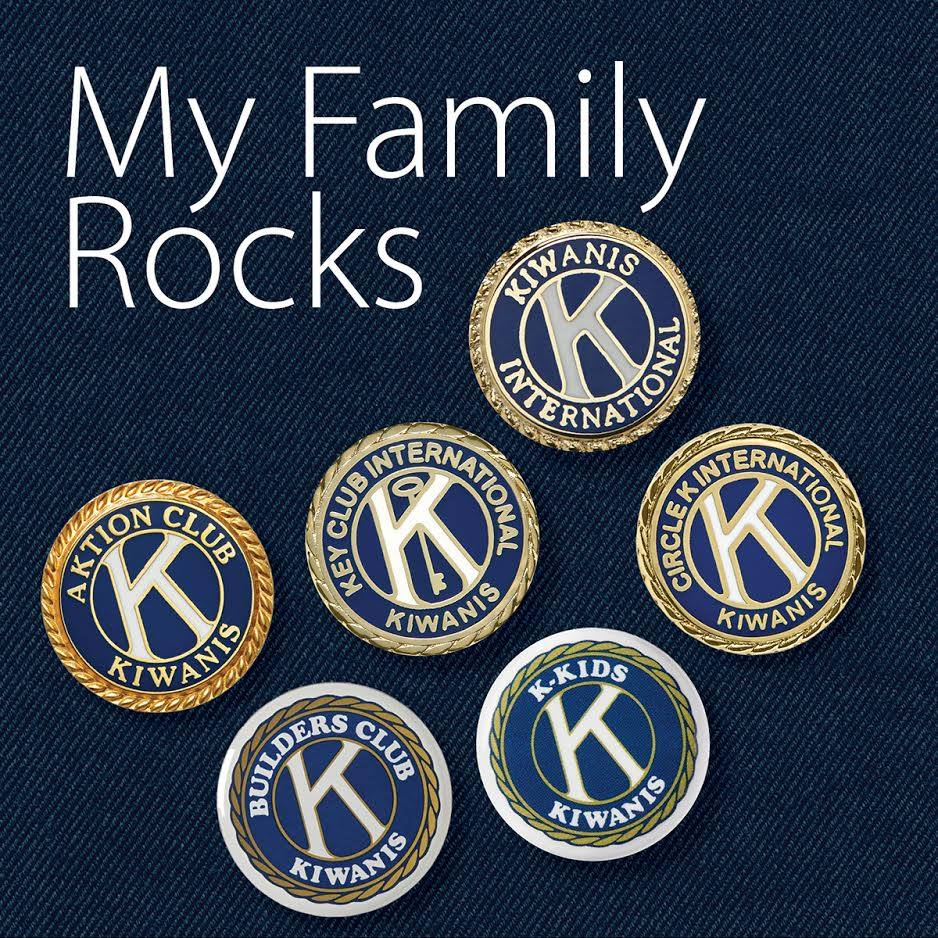 My Family
Rocks
KIWANIS
INTERNATIONAL
K
KEY CLUB INTERNATIONAL
K
KIWANIS
CIRCLE K INTERNATIONAL
K
KIWANIS
AKTION CLUB
K
KIWANIS
K-KIDS
K
KIWANIS
BUILDERS CLUB
K
KIWANIS